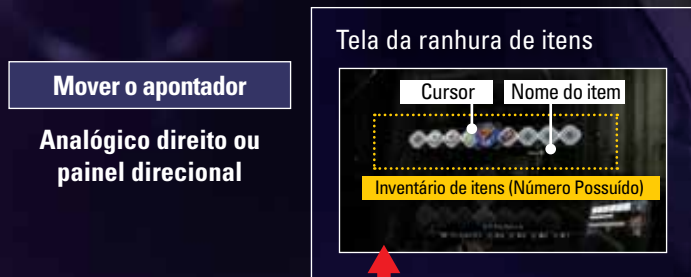 Mover o apontador
Analógico direito ou
painel direcional
Tela da ranhura de itens
Cursor
Nome do item
Inventário de itens (Número Possuído)